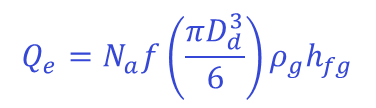 Q_e = N_a f (πD_d^3 / 6) ρ_g h_fg